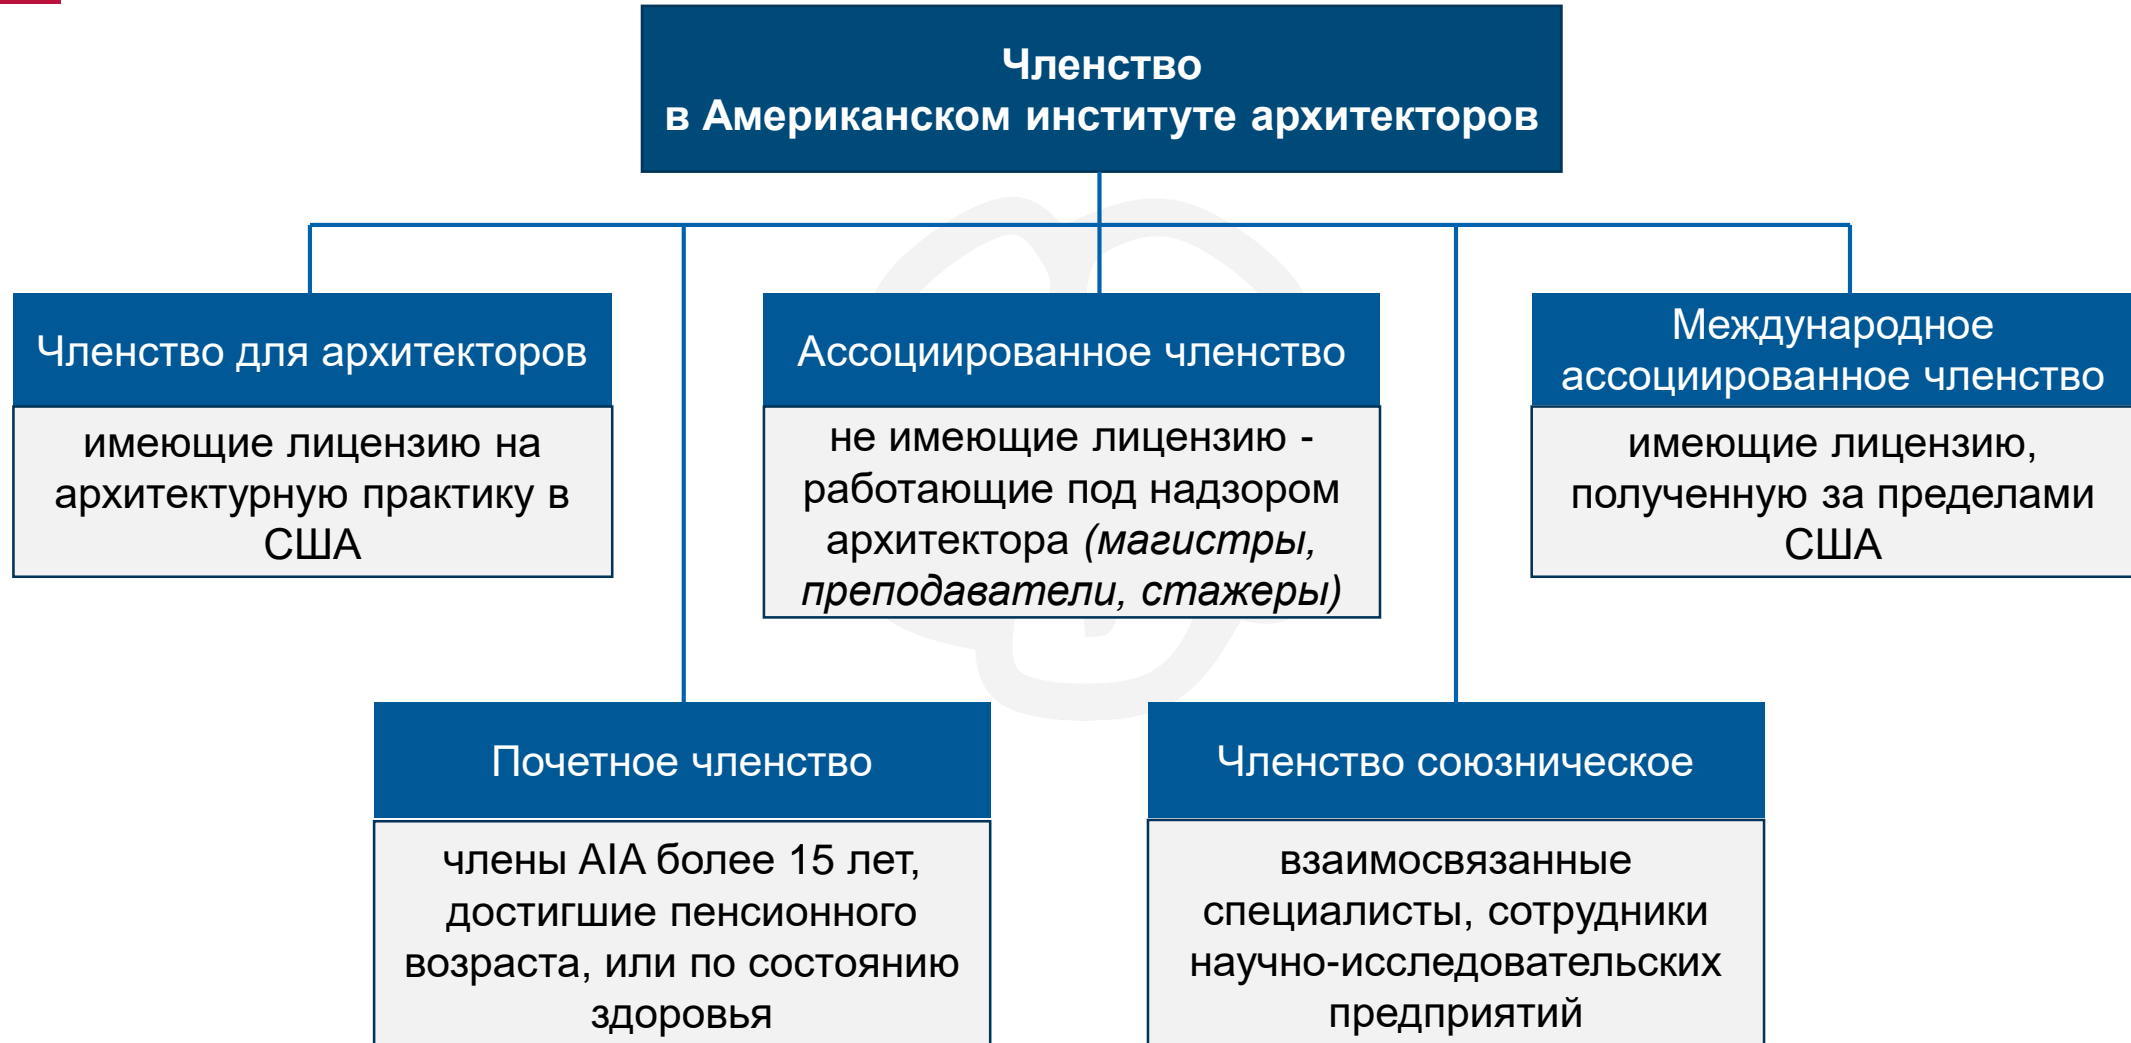 Членство
в Американском институте архитекторов
Членство для архитекторов
имеющие лицензию на
архитектурную практику в
США
Ассоциированное членство
не имеющие лицензию -
работающие под надзором
архитектора (магистры,
преподаватели, стажеры)
Международное
ассоциированное членство
имеющие лицензию,
полученную за пределами
США
Почетное членство
члены AIA более 15 лет,
достигшие пенсионного
возраста, или по состоянию
здоровья
Членство союзническое
взаимосвязанные
специалисты, сотрудники
научно-исследовательских
предприятий